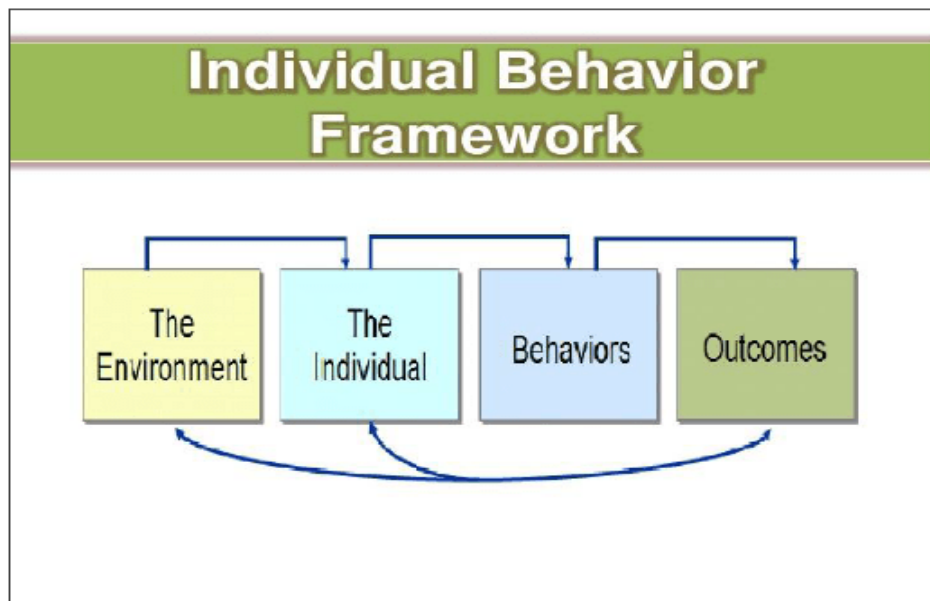 Individual Behavior
Framework
The
Environment
The
Individual
Behaviors
Outcomes